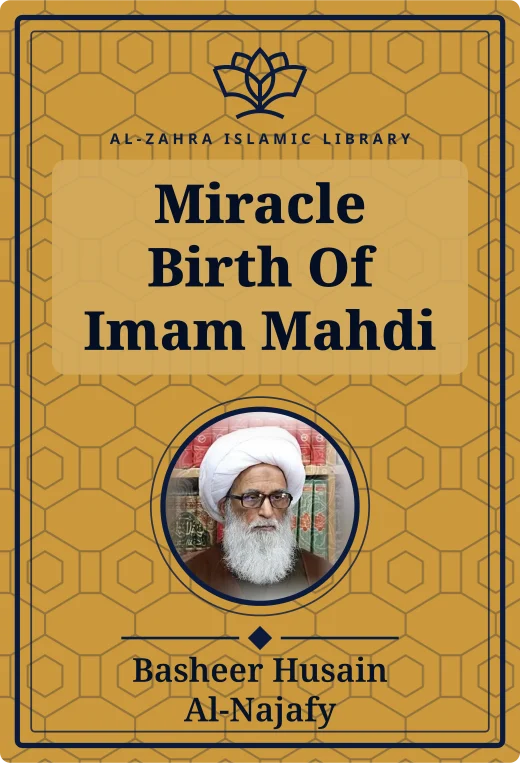 AL-ZAHRA ISLAMIC LIBRARY
Miracle
Birth Of
Imam Mahdi
Basheer Husain
Al-Najafy